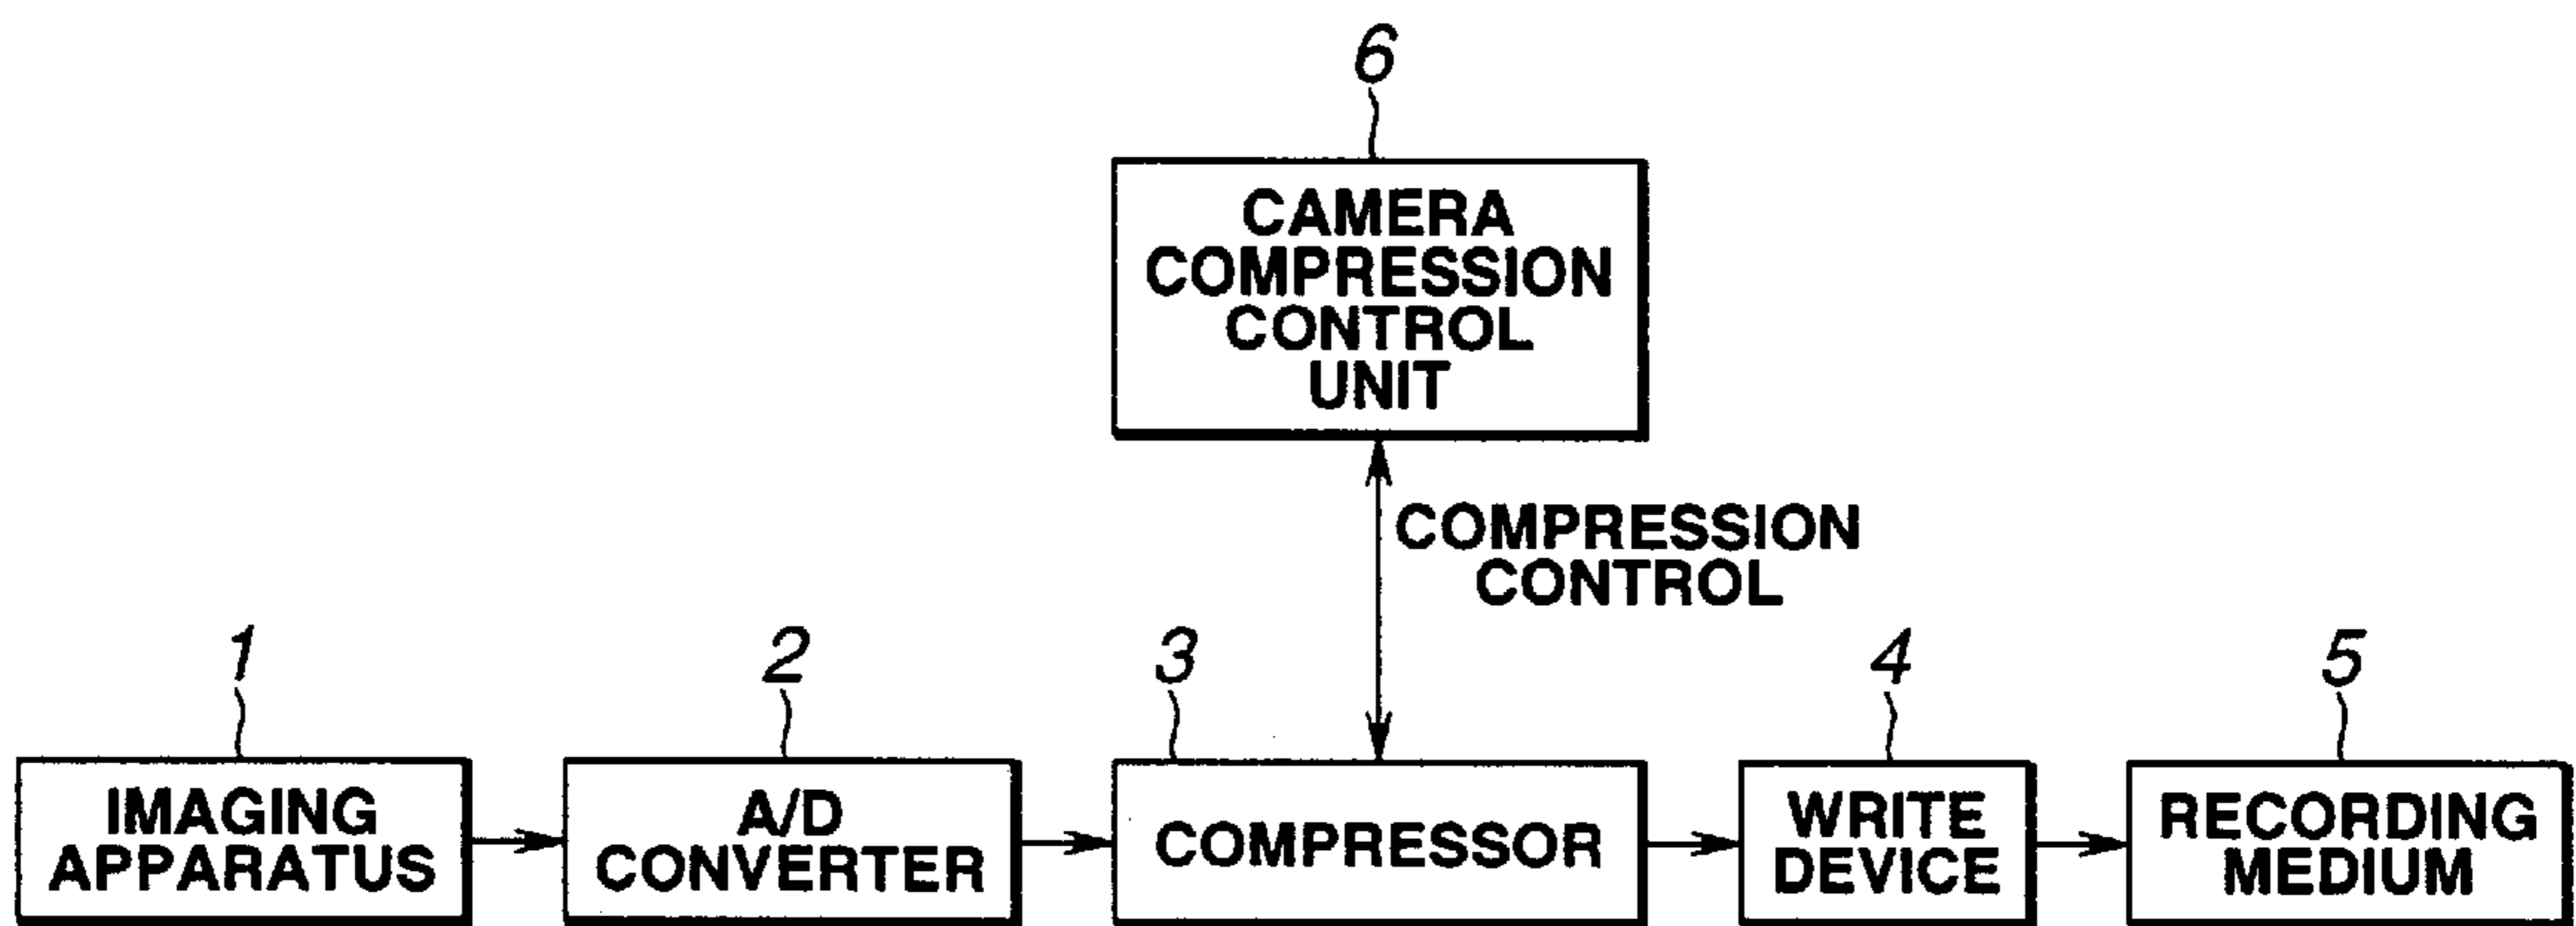 6
CAMERA
COMPRESSION
CONTROL
UNIT
COMPRESSION
CONTROL
1
2
3
4
5
IMAGING
APPARATUS
A/D
CONVERTER
COMPRESSOR
WRITE
DEVICE
RECORDING
MEDIUM